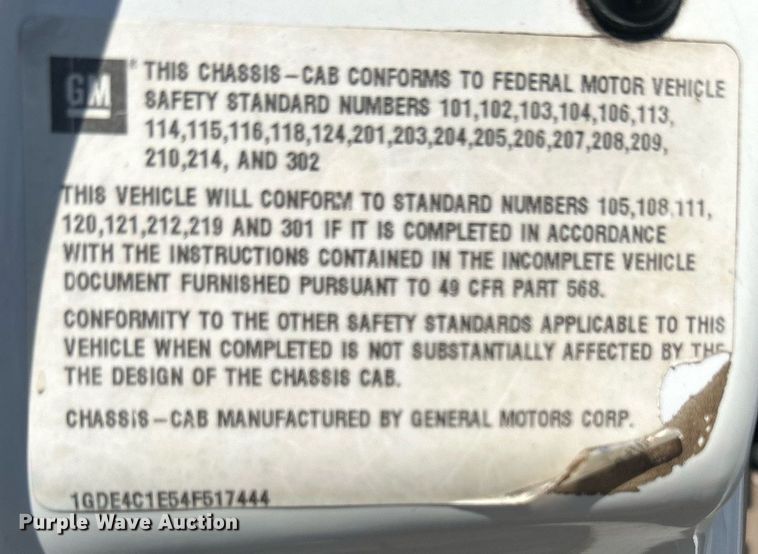 GM
® THIS CHASSIS–CAB CONFORMS TO FEDERAL MOTOR VEHICLE
SAFETY STANDARD NUMBERS 101,102,103,104,106,113,
114,115,116,118,124,201,203,204,205,206,207,208,209,
210,214, AND 302
THIS VEHICLE WILL CONFORM TO STANDARD NUMBERS 105,108,111,
120,121,212,219 AND 301 IF IT IS COMPLETED IN ACCORDANCE
WITH THE INSTRUCTIONS CONTAINED IN THE INCOMPLETE VEHICLE
DOCUMENT FURNISHED PURSUANT TO 49 CFR PART 568.
CONFORMITY TO THE OTHER SAFETY STANDARDS APPLICABLE TO THIS
VEHICLE WHEN COMPLETED IS NOT SUBSTANTIALLY AFFECTED BY THE
THE DESIGN OF THE CHASSIS CAB.
CHASSIS–CAB MANUFACTURED BY GENERAL MOTORS CORP.
1GDE4C1E54F517444
Purple Wave Auction